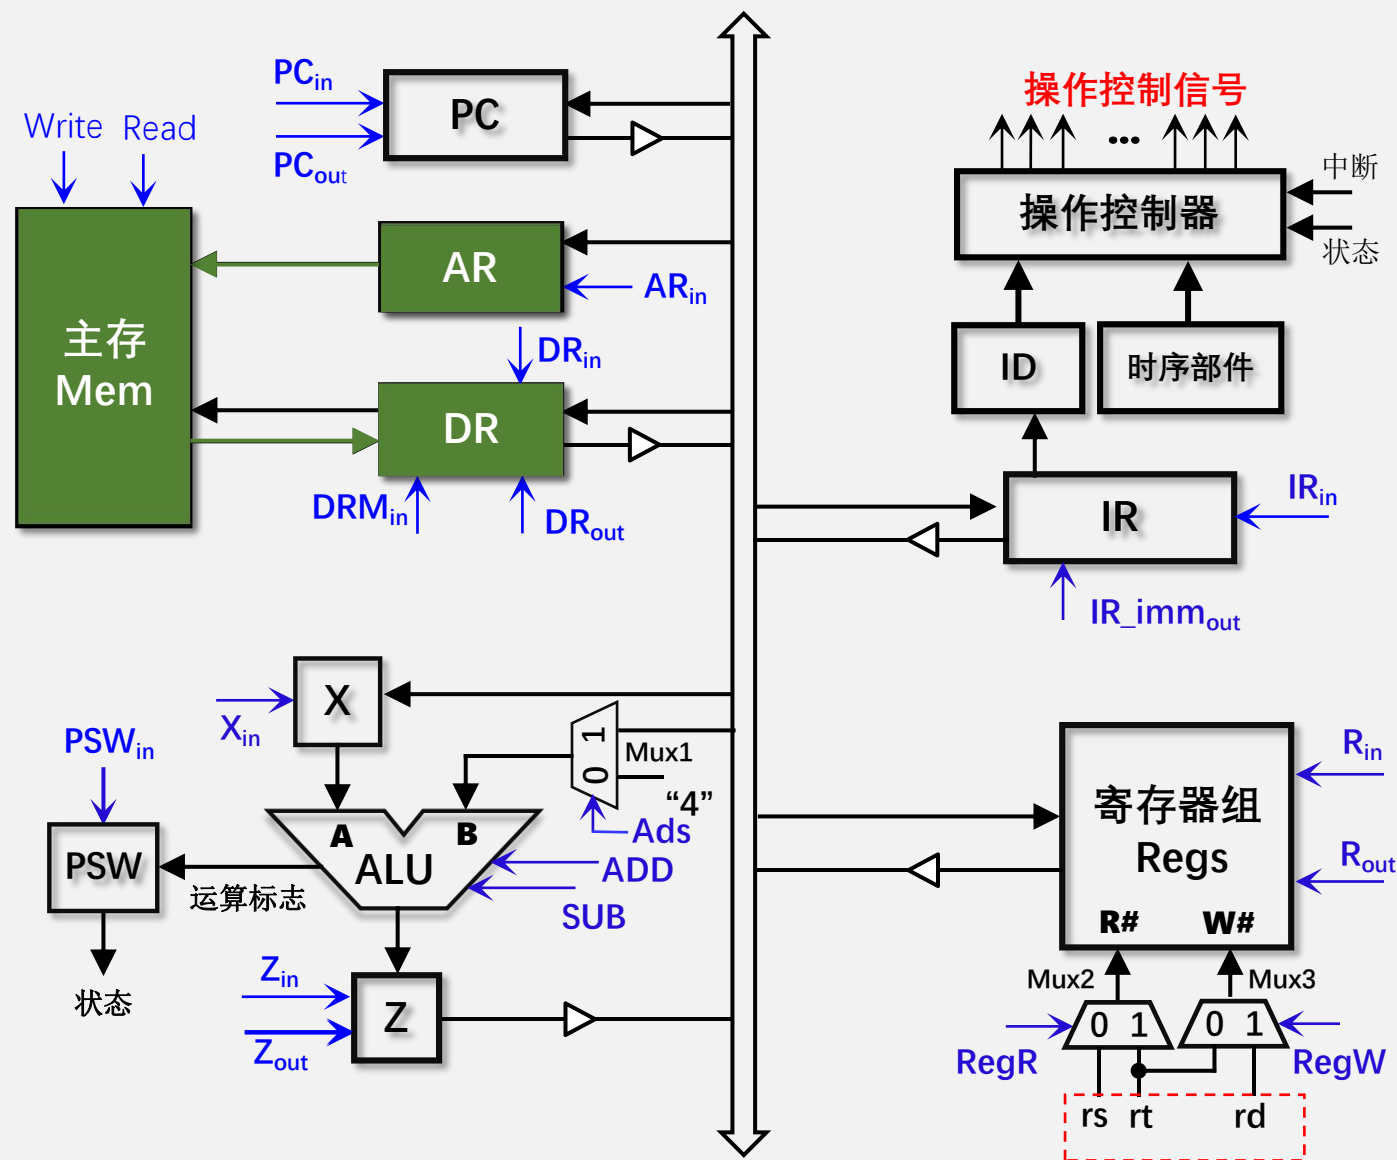 PCin
PC
PCout
Write
Read
主存
Mem
AR
ARin
DRin
DR
DRMin
DRout
操作控制信号
...
中断
操作控制器
状态
ID
时序部件
IR
IRin
IR_immout
X
Xin
1
Mux1
0
"4"
Ads
PSWin
A
B
ALU
ADD
PSW
运算标志
SUB
状态
Zin
Z
Zout
Rin
寄存器组
Regs
Rout
R#
W#
Mux2
Mux3
0 1
0 1
RegR
RegW
rs rt rd